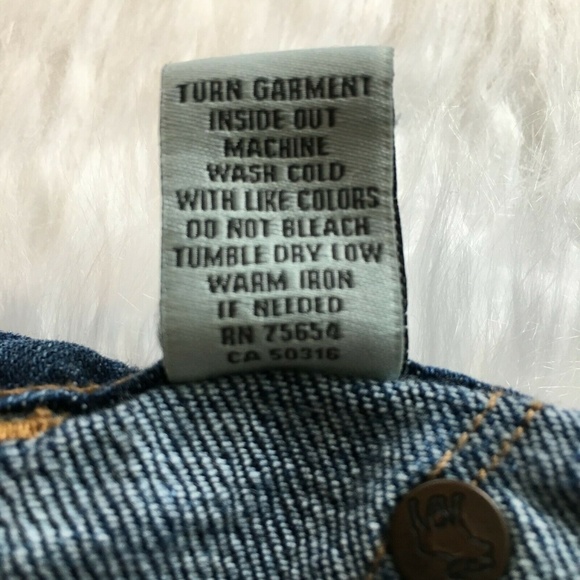 TURN GARMENT
INSIDE OUT
MACHINE
WASH COLD
WITH LIKE COLORS
DO NOT BLEACH
TUMBLE DRY LOW
WARM IRON
IF NEEDED
RN 75654
CA 50316